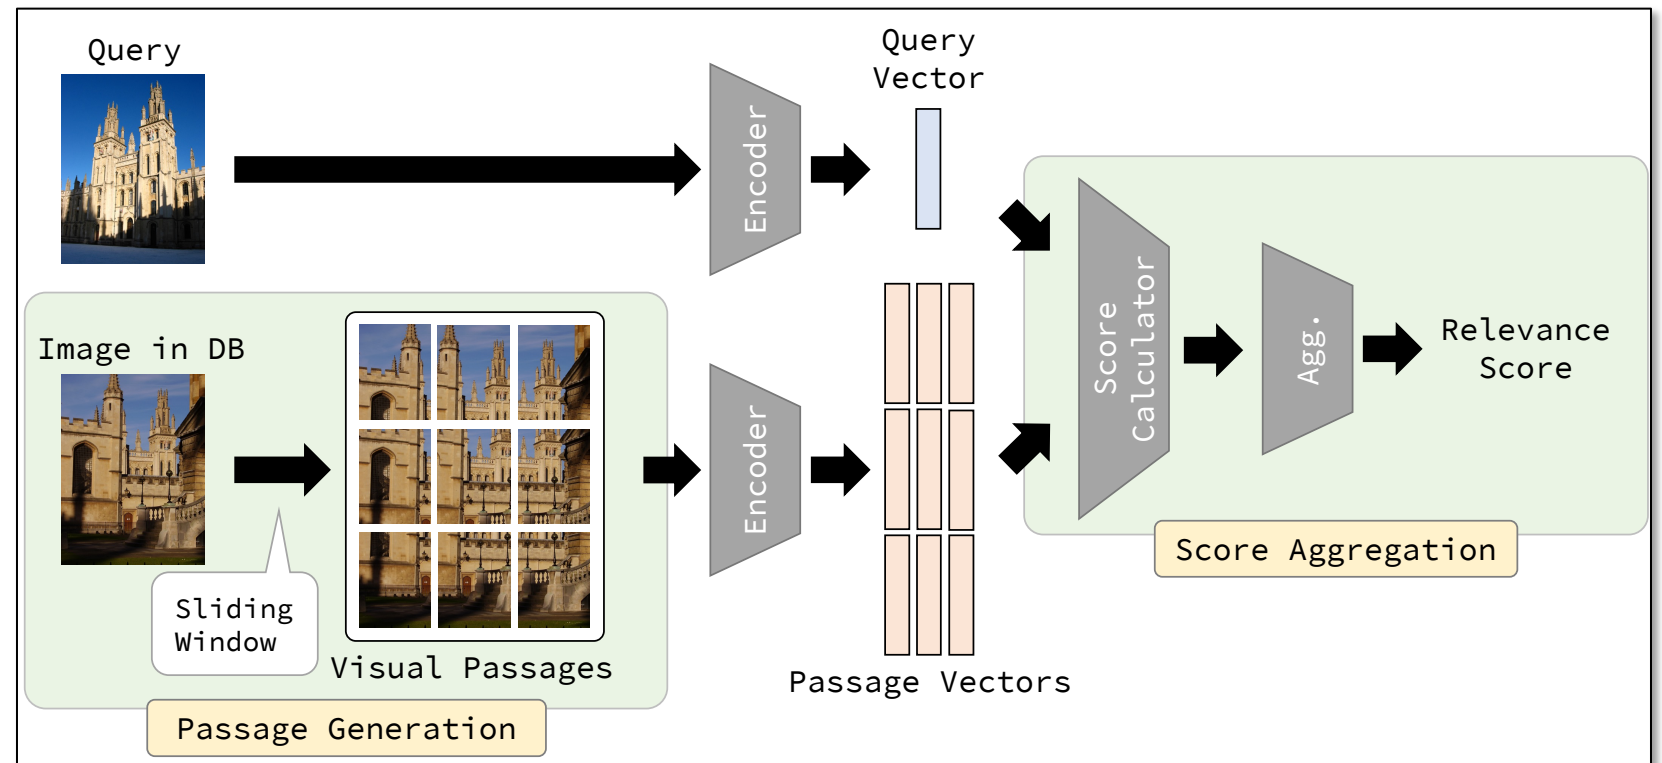 Query
Encoder
Query
Vector
Image in DB
Sliding
Window
Visual Passages
Passage Generation
Encoder
Passage Vectors
Score
Calculator
Agg.
Relevance
Score
Score Aggregation